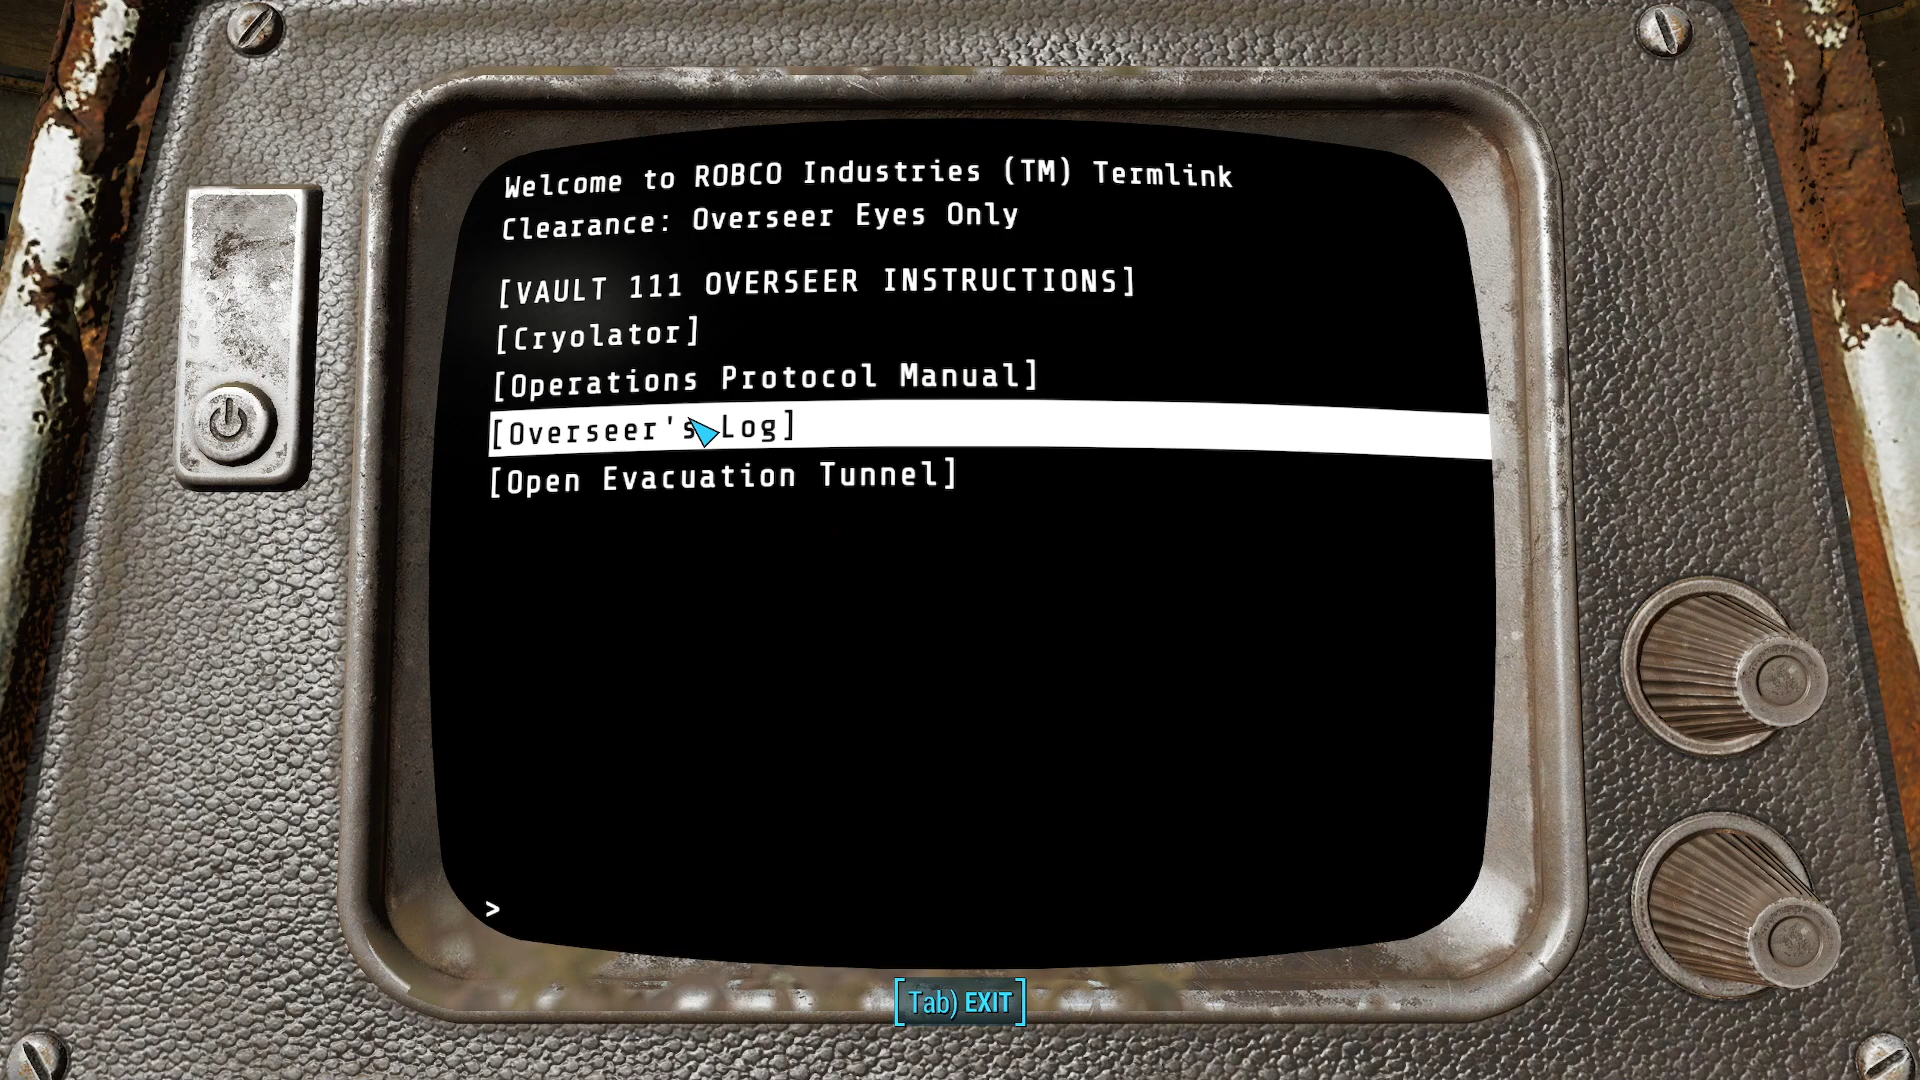 Welcome to ROBCO Industries (TM) Termlink
Clearance: Overseer Eyes Only
[VAULT 111 OVERSEER INSTRUCTIONS]
[Cryolator]
[Operations Protocol Manual]
[Overseer's Log]
[Open Evacuation Tunnel]
>
[Tab) EXIT]